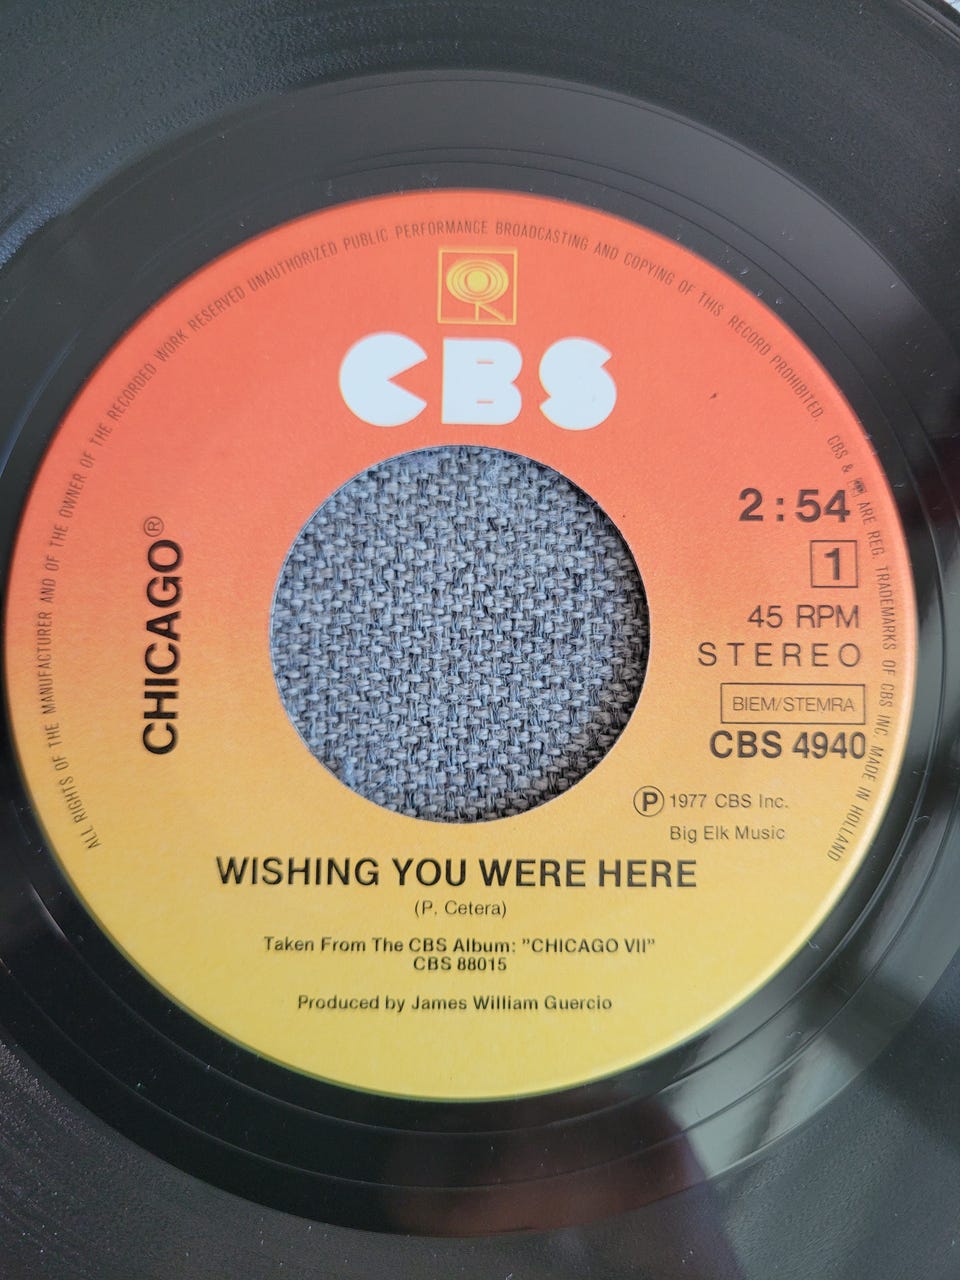 ALL RIGHTS OF THE MANUFACTURER AND OF THE OWNER OF THE RECORDED WORK RESERVED UNAUTHORIZED PUBLIC PERFORMANCE BROADCASTING AND COPYING OF THIS RECORD PROHIBITED. CBS & ARE REG. TRADEMARKS OF CBS INC. MADE IN HOLLAND
CBS
CHICAGO®
2:54
1
45 RPM
STEREO
BIEM/STEMRA
CBS 4940
Ⓟ 1977 CBS Inc.
Big Elk Music
WISHING YOU WERE HERE
(P. Cetera)
Taken From The CBS Album: ”CHICAGO VII”
CBS 88015
Produced by James William Guercio